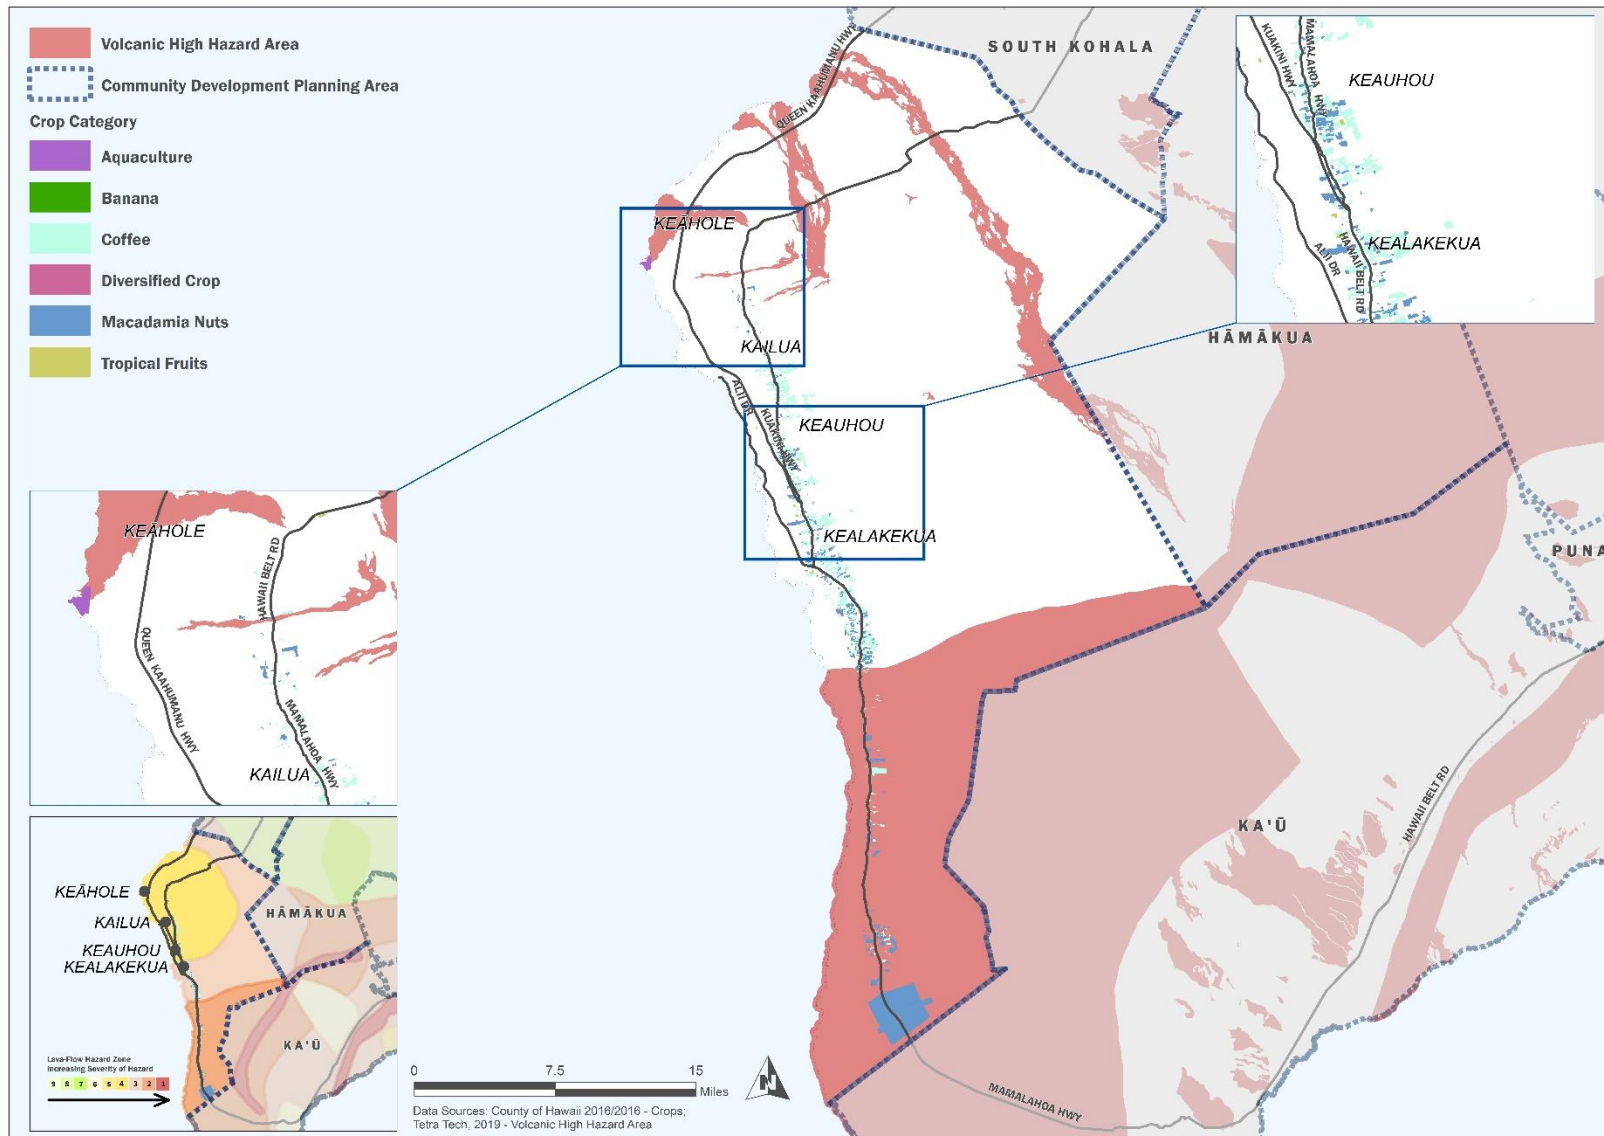 Volcanic High Hazard Area
Community Development Planning Area
Crop Category
Aquaculture
Banana
Coffee
Diversified Crop
Macadamia Nuts
Tropical Fruits
SOUTH KOHALA
QUEEN KAAHUMANU HWY
KEĀHOLE
KAILUA
ALII DR
KUAKINI HWY
KEAUHOU
KEALAKEKUA
HĀMĀKUA
PUNA
KA'Ū
HAWAII BELT RD
MAMALAHOA HWY
KUAKINI HWY
MAMALAHOA HWY
KEAUHOU
KEALAKEKUA
ALII DR
HAWAII BELT RD
KEĀHOLE
HAWAII BELT RD
QUEEN KAAHUMANU HWY
MAMALAHOA HWY
KAILUA
KEĀHOLE
KAILUA
KEAUHOU
KEALAKEKUA
HĀMĀKUA
KA'Ū
Lava-Flow Hazard Zone
Increasing Severity of Hazard
9 8 7 6 5 4 3 2 1
0 7.5 15
Miles
N
Data Sources: County of Hawaii 2016/2016 - Crops;
Tetra Tech, 2019 - Volcanic High Hazard Area